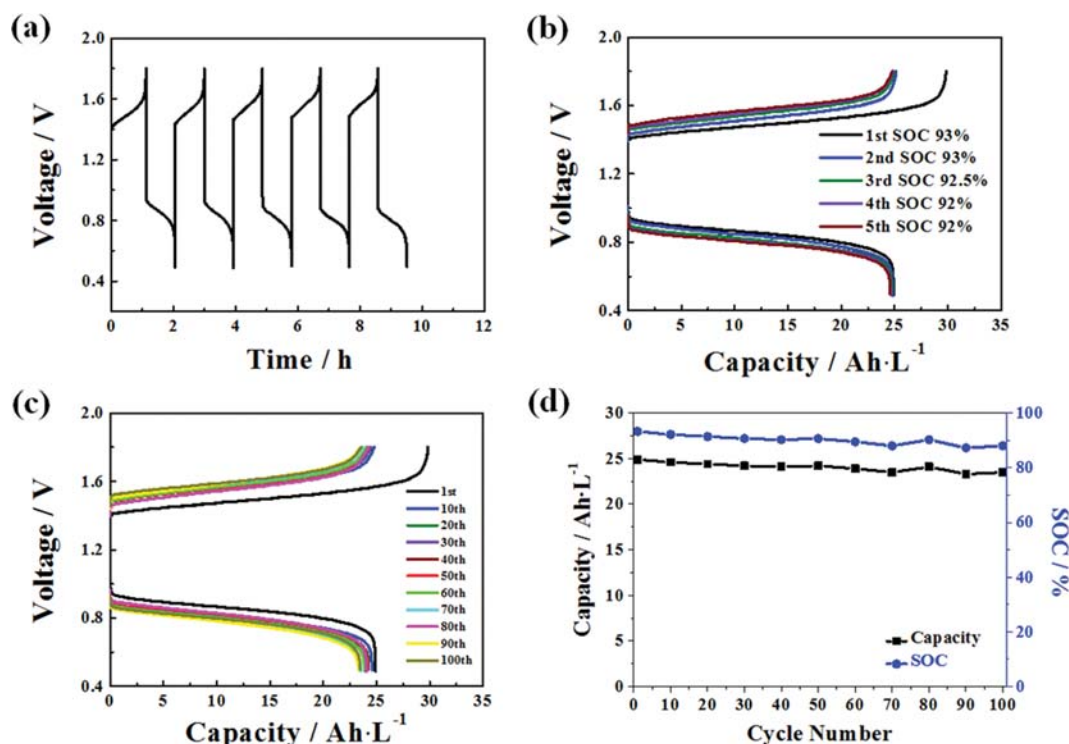 (a)
2.0
1.6
1.2
0.8
0.4
Voltage / V
0 2 4 6 8 10 12
Time / h
(b)
2.0
1.6
1.2
0.8
0.4
Voltage / V
1st SOC 93%
2nd SOC 93%
3rd SOC 92.5%
4th SOC 92%
5th SOC 92%
0 5 10 15 20 25 30 35
Capacity / Ah·L⁻¹
(c)
2.0
1.6
1.2
0.8
0.4
Voltage / V
1st
10th
20th
30th
40th
50th
60th
70th
80th
90th
100th
0 5 10 15 20 25 30 35
Capacity / Ah·L⁻¹
(d)
30
25
20
15
10
5
0
Capacity / Ah·L⁻¹
100
80
60
40
20
0
SOC / %
Capacity
SOC
0 10 20 30 40 50 60 70 80 90 100
Cycle Number